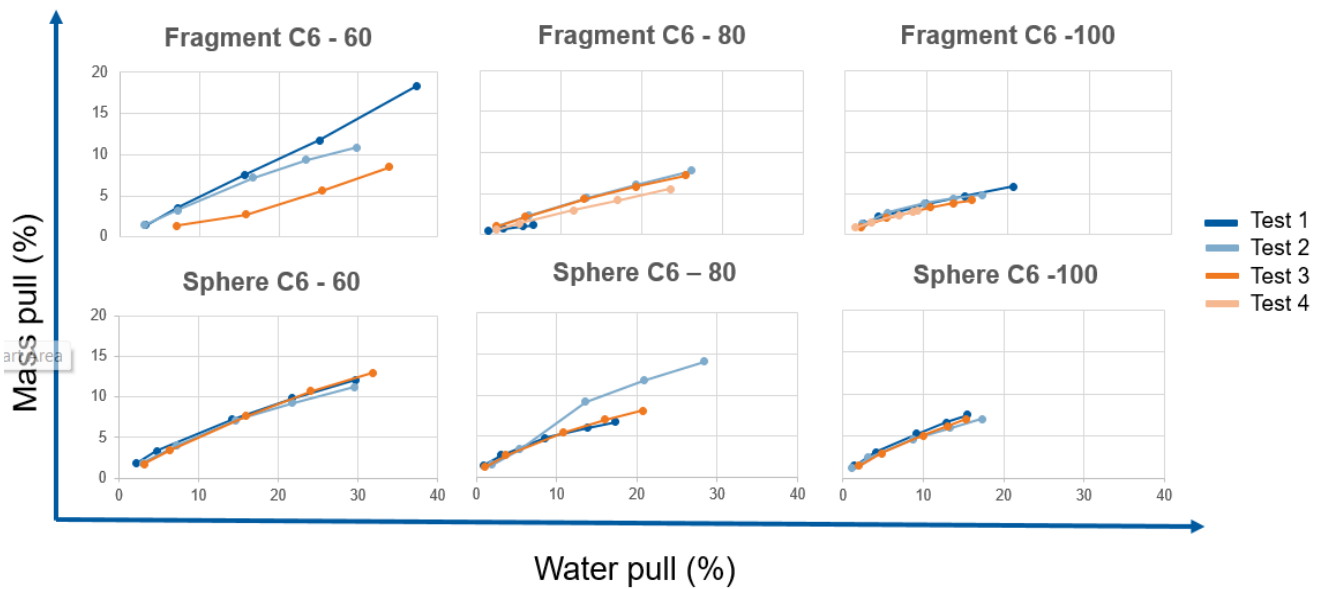 Fragment C6 - 60
Fragment C6 - 80
Fragment C6 -100
20
15
10
5
0
Sphere C6 - 60
Sphere C6 – 80
Sphere C6 -100
20
15
10
5
0
0 10 20 30 40
0 10 20 30 40
0 10 20 30 40
Mass pull (%)
Area
Water pull (%)
Test 1
Test 2
Test 3
Test 4